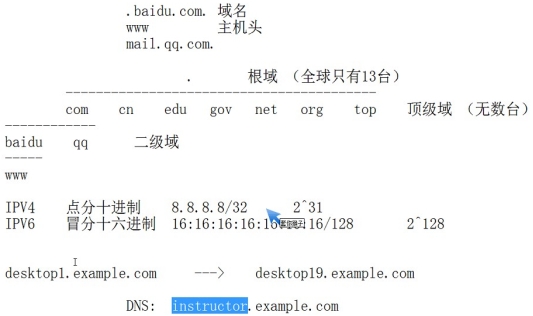 .baidu.com. 域名
www 主机头
mail.qq.com.
. 根域 (全球只有13台)
com cn edu gov net org top 顶级域 (无数台)
baidu qq 二级域
www
IPV4 点分十进制 8.8.8.8/32 2^31
IPV6 冒分十六进制 16:16:16:16:16 :16/128 2^128
desktop1.example.com ---> desktop19.example.com
DNS: instructor.example.com